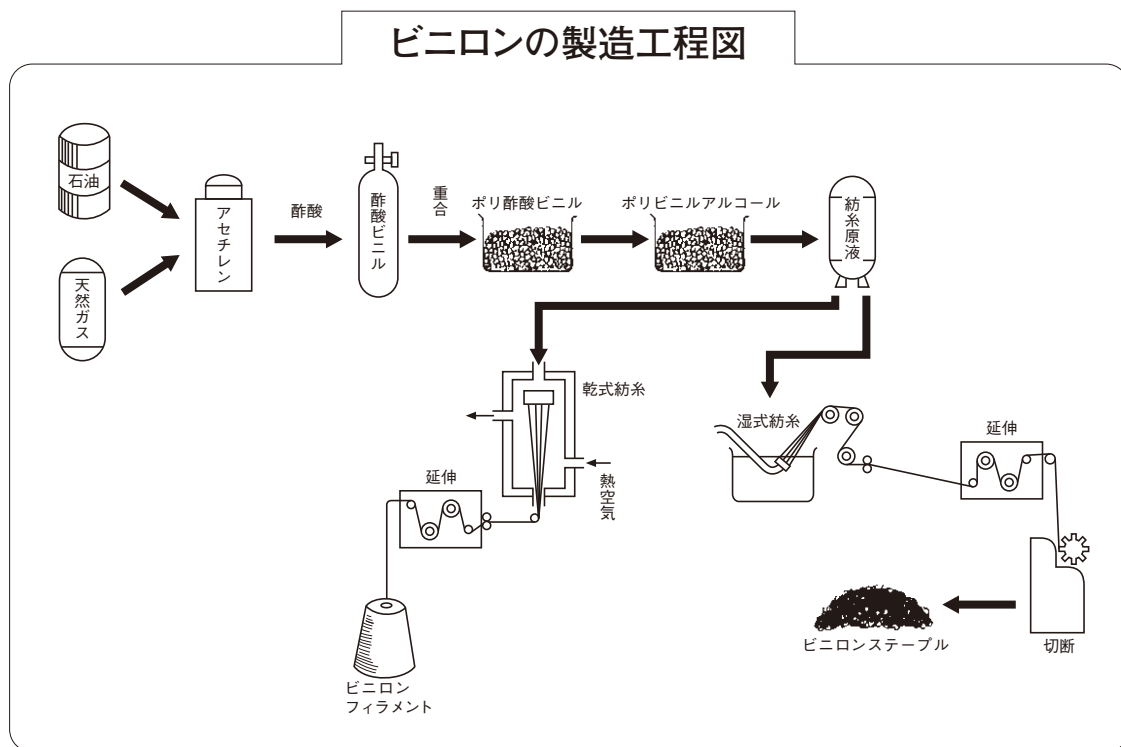 ビニロンの製造工程図
石油
天然ガス
アセチレン
酢酸
酢酸ビニル
重合
ポリ酢酸ビニル
ポリビニルアルコール
紡糸原液
乾式紡糸
熱空気
延伸
ビニロン
フィラメント
湿式紡糸
延伸
切断
ビニロンステープル